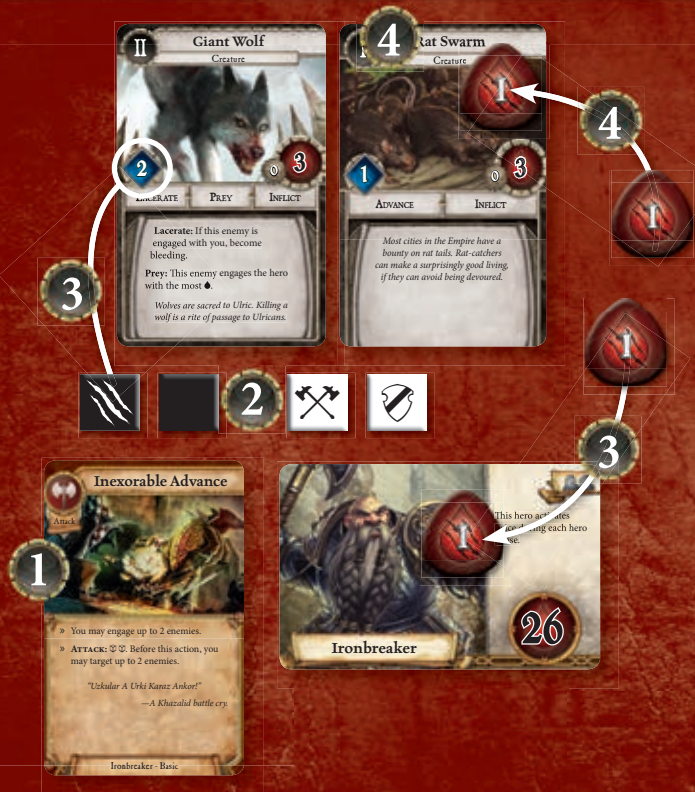 II
Giant Wolf
Creature
2
0
3
LACERATE
PREY
INFLICT
Lacerate: If this enemy is
engaged with you, become
bleeding.
Prey: This enemy engages the hero
with the most
Wolves are sacred to Ulric. Killing a
wolf is a rite of passage to Ulricans.
4
Rat Swarm
Creature
1
1
0
3
ADVANCE
INFLICT
Most cities in the Empire have a
bounty on rat tails. Rat-catchers
can make a surprisingly good living,
if they can avoid being devoured.
4
1
3
2
1
3
1
Inexorable Advance
Attack
» You may engage up to 2 enemies.
» ATTACK: Before this action, you
may target up to 2 enemies.
"Uzkular A Urki Karaz Ankor!"
—A Khazalid battle cry.
Ironbreaker - Basic
1
This hero activates
during each hero
Ironbreaker
26